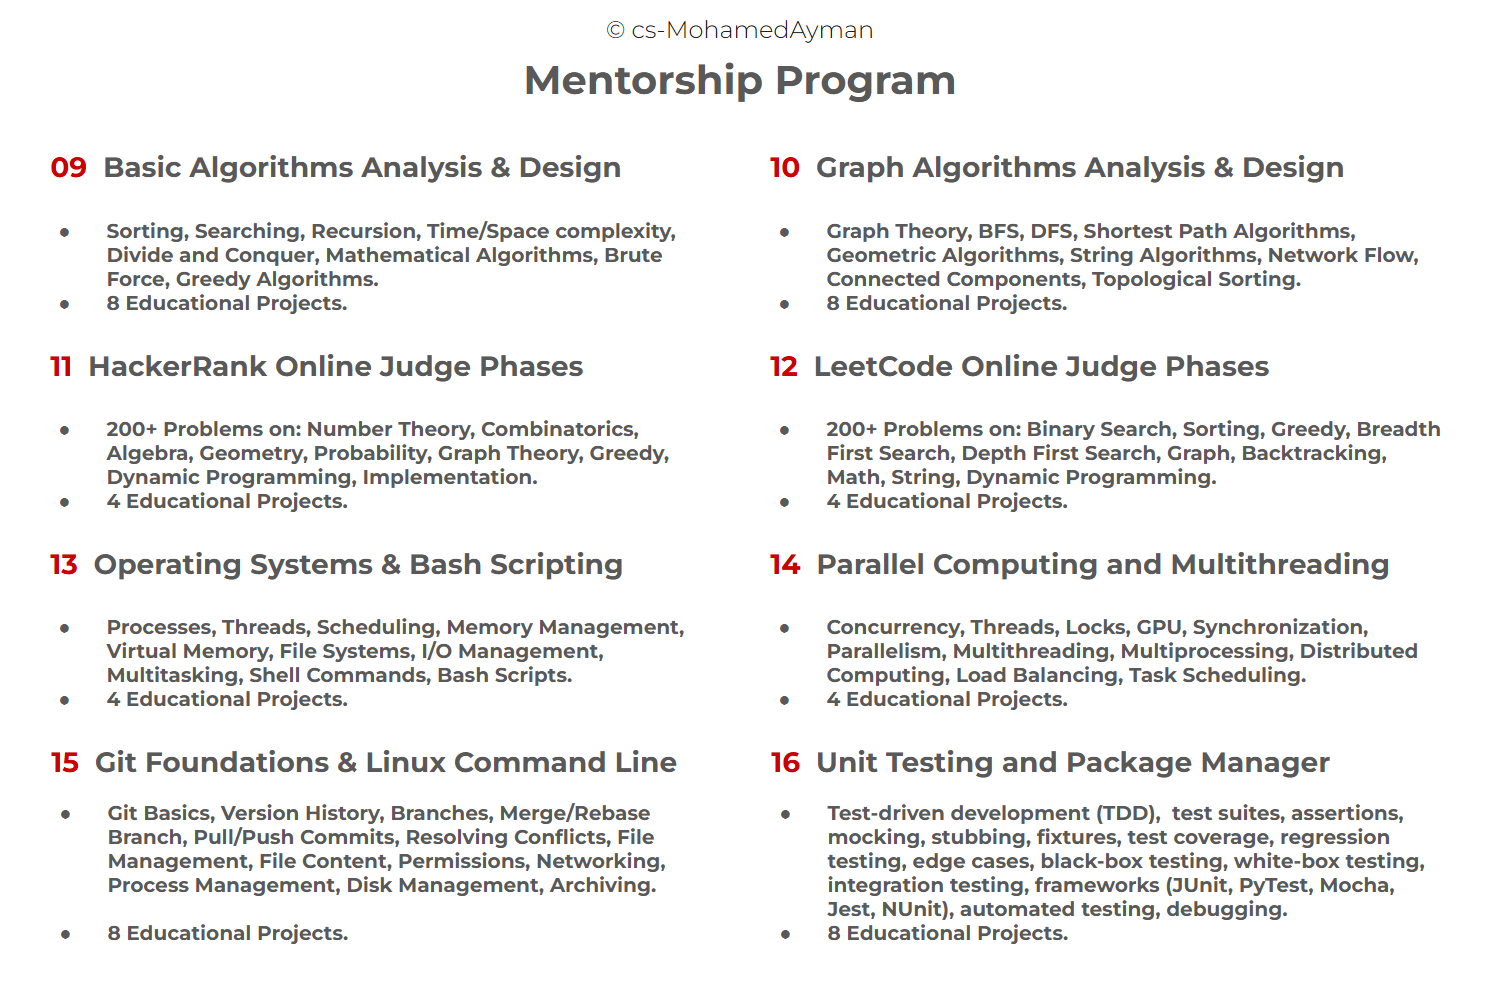 © cs-MohamedAyman
Mentorship Program
09 Basic Algorithms Analysis & Design
● Sorting, Searching, Recursion, Time/Space complexity,
Divide and Conquer, Mathematical Algorithms, Brute
Force, Greedy Algorithms.
● 8 Educational Projects.
10 Graph Algorithms Analysis & Design
● Graph Theory, BFS, DFS, Shortest Path Algorithms,
Geometric Algorithms, String Algorithms, Network Flow,
Connected Components, Topological Sorting.
● 8 Educational Projects.
11 HackerRank Online Judge Phases
● 200+ Problems on: Number Theory, Combinatorics,
Algebra, Geometry, Probability, Graph Theory, Greedy,
Dynamic Programming, Implementation.
● 4 Educational Projects.
12 LeetCode Online Judge Phases
● 200+ Problems on: Binary Search, Sorting, Greedy, Breadth
First Search, Depth First Search, Graph, Backtracking,
Math, String, Dynamic Programming.
● 4 Educational Projects.
13 Operating Systems & Bash Scripting
● Processes, Threads, Scheduling, Memory Management,
Virtual Memory, File Systems, I/O Management,
Multitasking, Shell Commands, Bash Scripts.
● 4 Educational Projects.
14 Parallel Computing and Multithreading
● Concurrency, Threads, Locks, GPU, Synchronization,
Parallelism, Multithreading, Multiprocessing, Distributed
Computing, Load Balancing, Task Scheduling.
● 4 Educational Projects.
15 Git Foundations & Linux Command Line
● Git Basics, Version History, Branches, Merge/Rebase
Branch, Pull/Push Commits, Resolving Conflicts, File
Management, File Content, Permissions, Networking,
Process Management, Disk Management, Archiving.
● 8 Educational Projects.
16 Unit Testing and Package Manager
● Test-driven development (TDD), test suites, assertions,
mocking, stubbing, fixtures, test coverage, regression
testing, edge cases, black-box testing, white-box testing,
integration testing, frameworks (JUnit, PyTest, Mocha,
Jest, NUnit), automated testing, debugging.
● 8 Educational Projects.